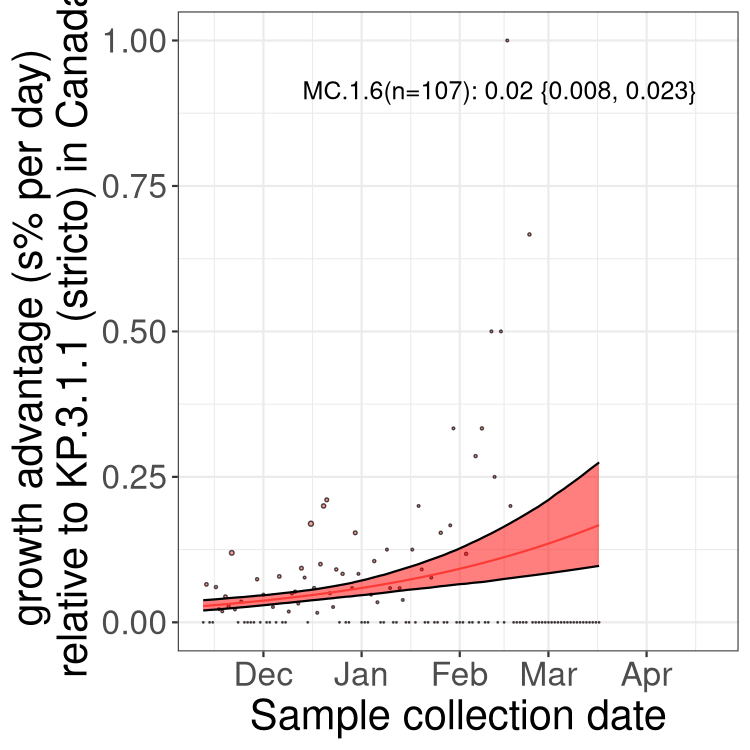 growth advantage (s% per day)
relative to KP.3.1.1 (stricto) in Canada
1.00
0.75
0.50
0.25
0.00
MC.1.6(n=107): 0.02 {0.008, 0.023}
Dec Jan Feb Mar Apr
Sample collection date